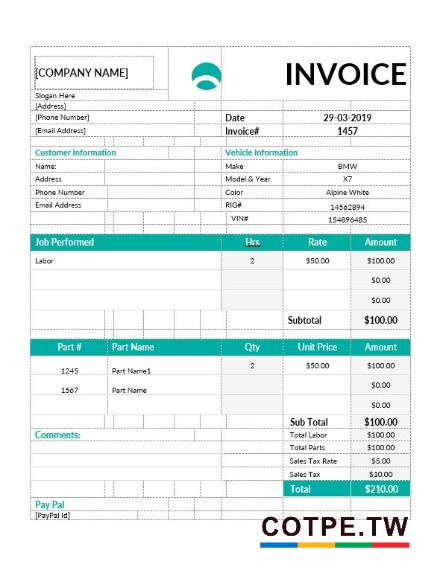 [COMPANY NAME]
INVOICE
Slogan Here
[Address]
[Phone Number] Date 29-03-2019
[Email Address] Invoice# 1457
Customer Information Vehicle Information
Name: Make BMW
Address Model & Year X7
Phone Number Color Alpine White
Email Address RIG# 14562894
VIN# 154896485
Job Performed Hrs Rate Amount
Labor 2 $50.00 $100.00
$0.00
$0.00
Subtotal $100.00
Part # Part Name Qty Unit Price Amount
1245 Part Name1 2 $50.00 $100.00
1567 Part Name $0.00
$0.00
Sub Total $100.00
Comments: Total Labor $100.00
Total Parts $100.00
Sales Tax Rate $5.00
Sales Tax $10.00
Total $210.00
Pay Pal
[PayPal Id]
COTPE.TW